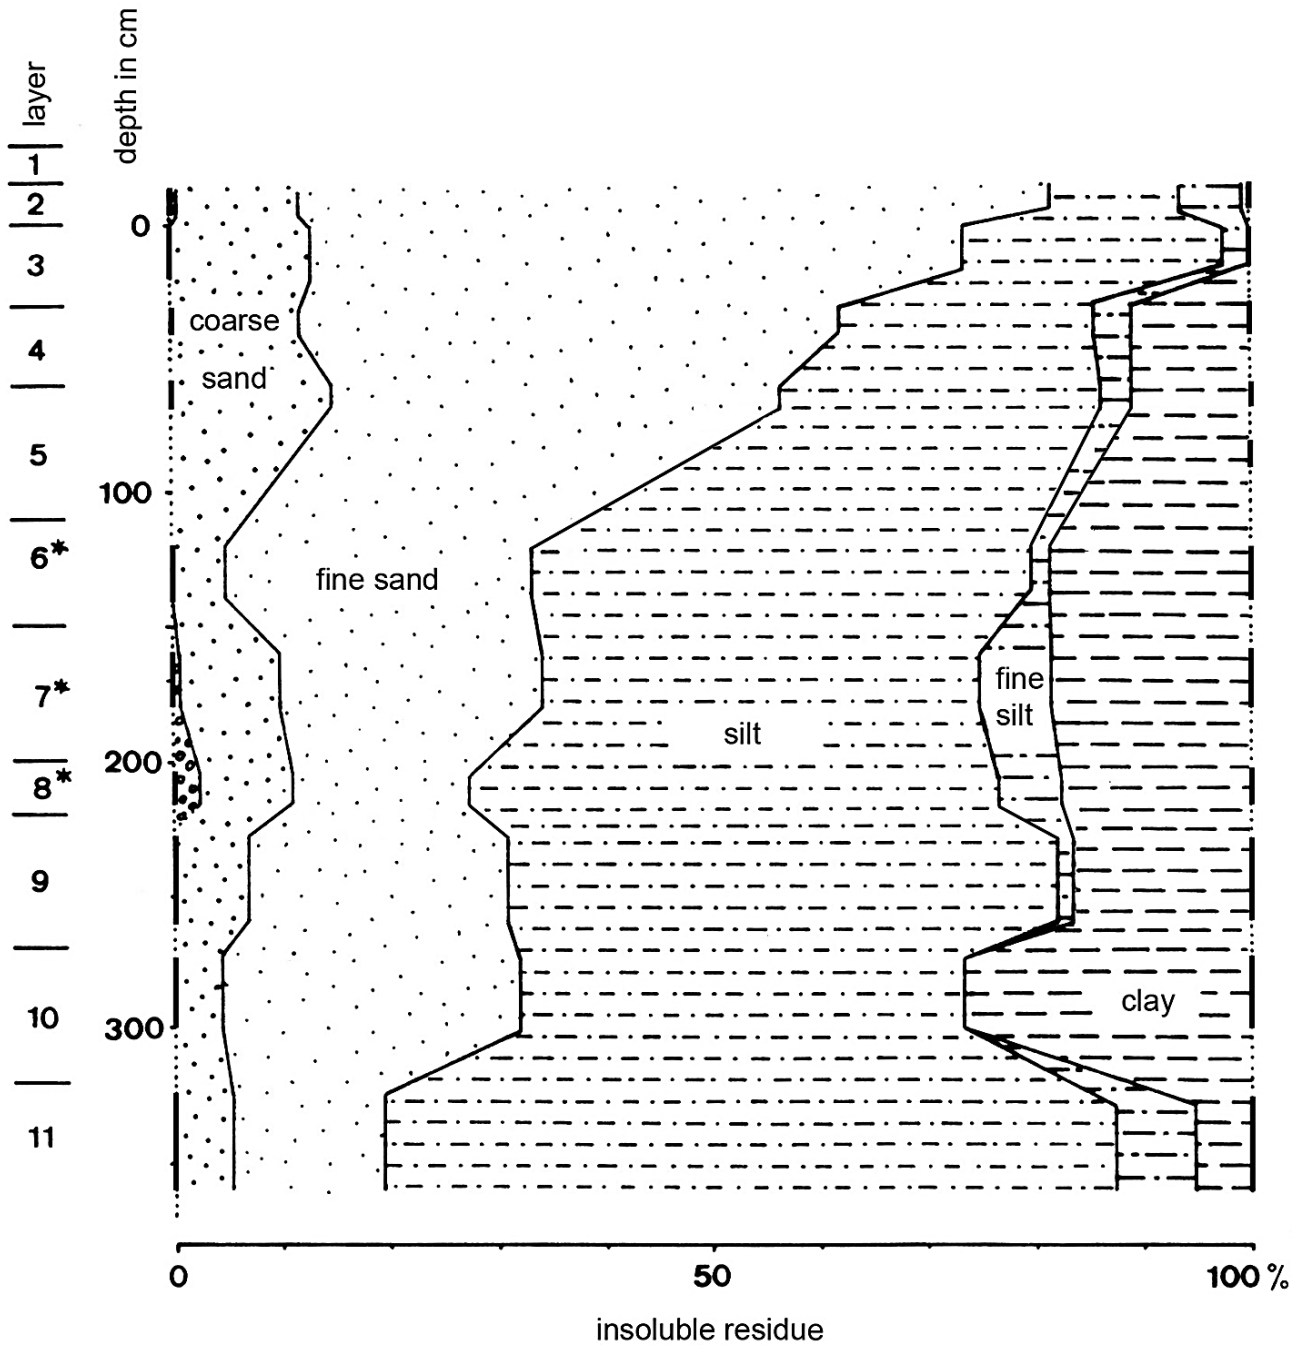 layer
depth in cm
1
2
0
3
coarse
sand
4
5
100
6*
fine sand
7*
fine
silt
silt
200
8*
9
10
clay
300
11
0
50
100 %
insoluble residue